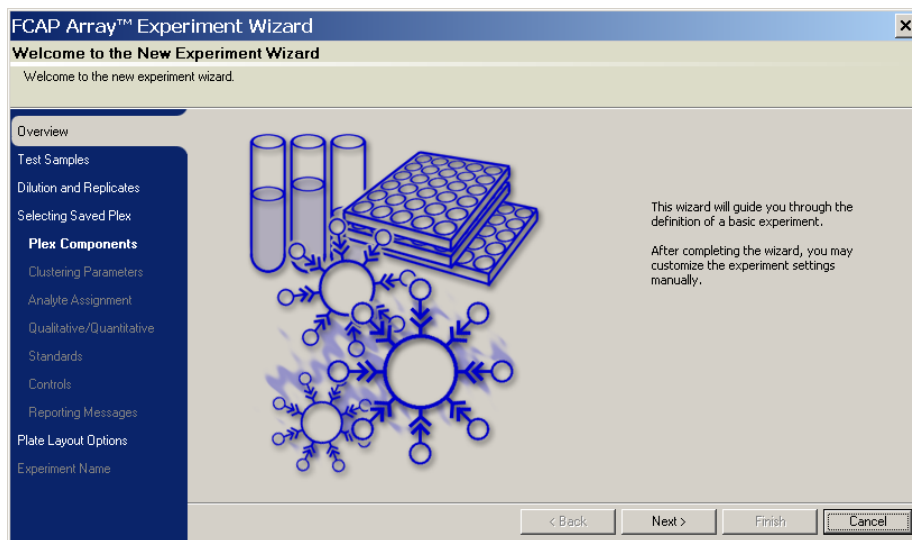 FCAP Array™ Experiment Wizard
Welcome to the New Experiment Wizard
Welcome to the new experiment wizard.
Overview
Test Samples
Dilution and Replicates
Selecting Saved Plex
Plex Components
Clustering Parameters
Analyte Assignment
Qualitative/Quantitative
Standards
Controls
Reporting Messages
Plate Layout Options
Experiment Name
This wizard will guide you through the
definition of a basic experiment.
After completing the wizard, you may
customize the experiment settings
manually.
< Back
Next >
Finish
Cancel